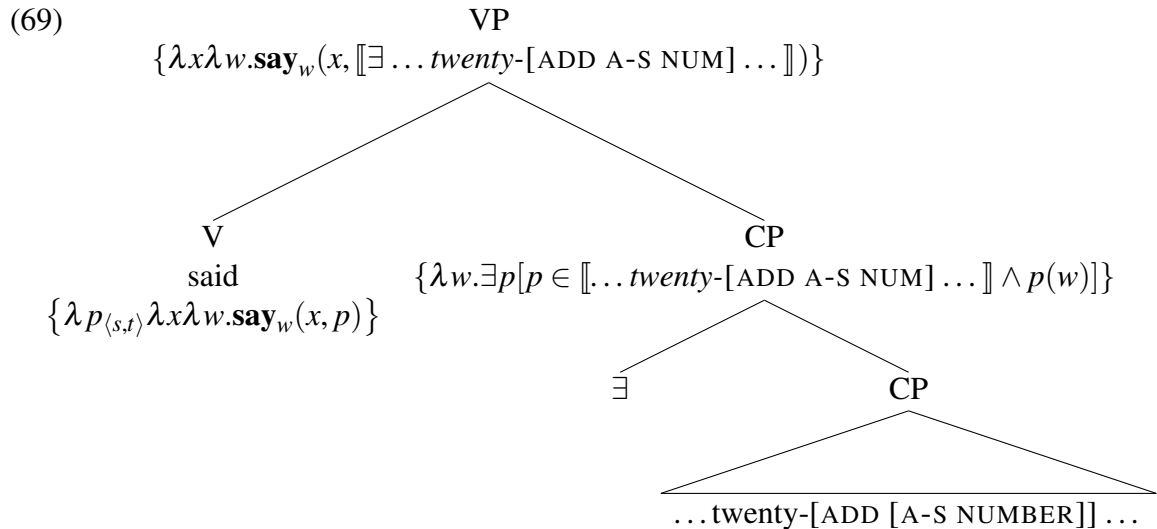 (69)
VP
{λxλw.say_w(x, ⟦∃ … twenty-[ADD A-S NUM] … ⟧)}
V CP
said {λw.∃p[p ∈ ⟦… twenty-[ADD A-S NUM] … ⟧ ∧ p(w)]}
{λp⟨s,t⟩λxλw.say_w(x, p)}
∃ CP
… twenty-[ADD [A-S NUMBER]] …